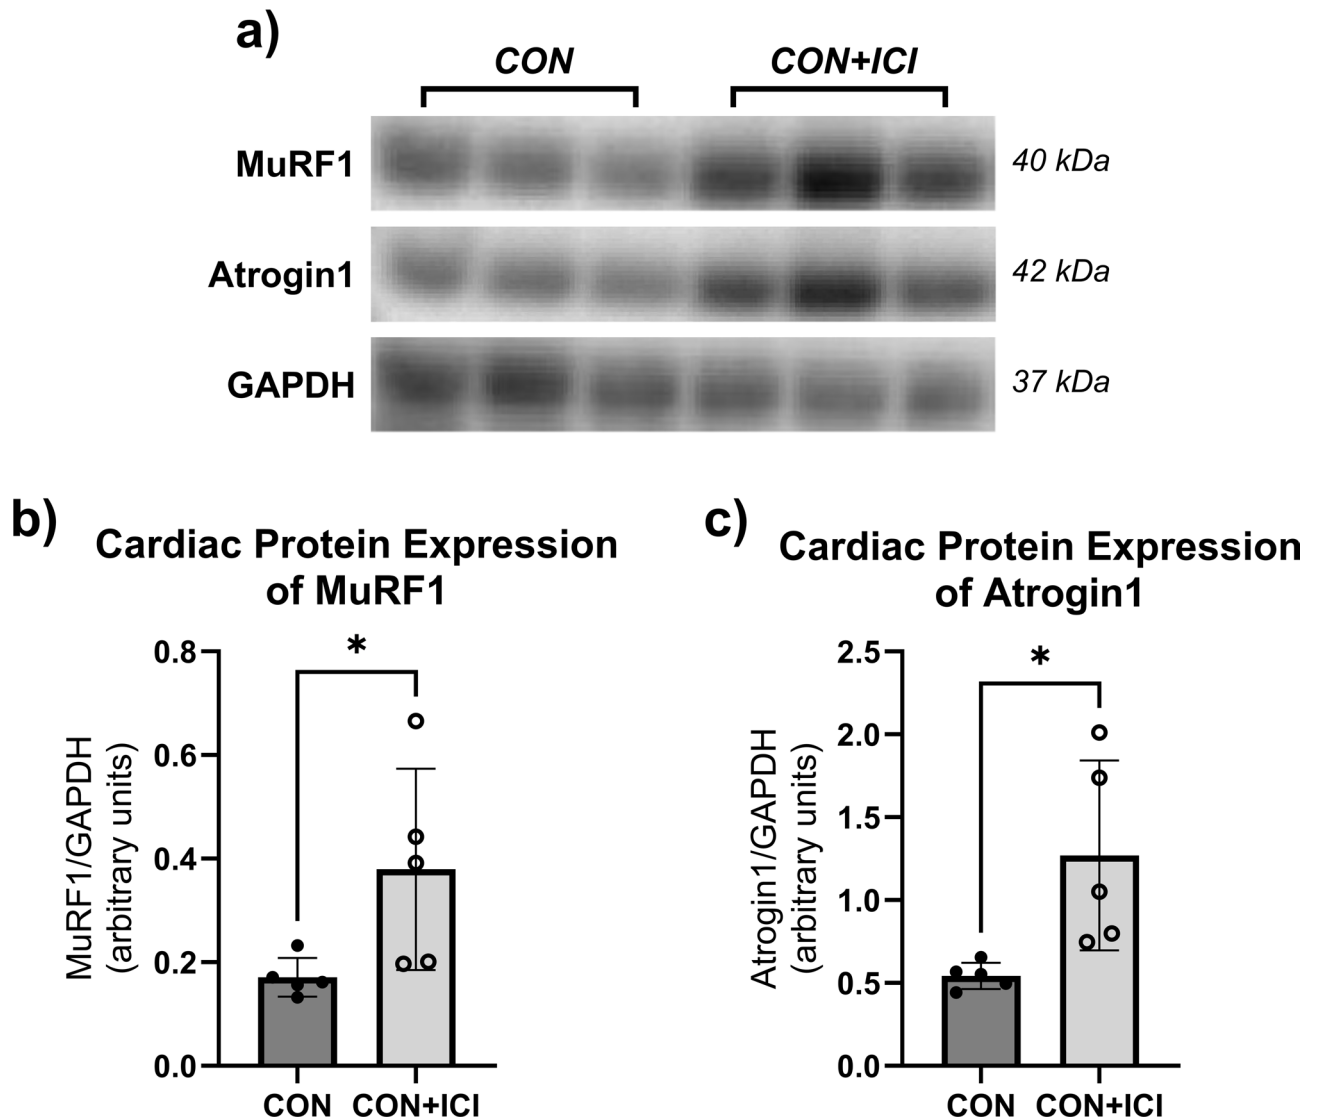 a)
CON
CON+ICI
MuRF1
40 kDa
Atrogin1
42 kDa
GAPDH
37 kDa
b)
Cardiac Protein Expression
of MuRF1
*
0.8
0.6
0.4
0.2
0.0
MuRF1/GAPDH
(arbitrary units)
CON
CON+ICI
c)
Cardiac Protein Expression
of Atrogin1
*
2.5
2.0
1.5
1.0
0.5
0.0
Atrogin1/GAPDH
(arbitrary units)
CON
CON+ICI